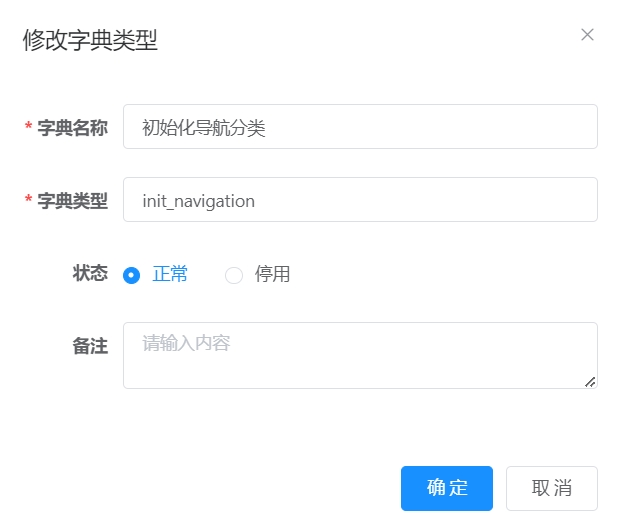 修改字典类型
* 字典名称 初始化导航分类
* 字典类型 init_navigation
状态 正常 停用
备注 请输入内容
确定 取消